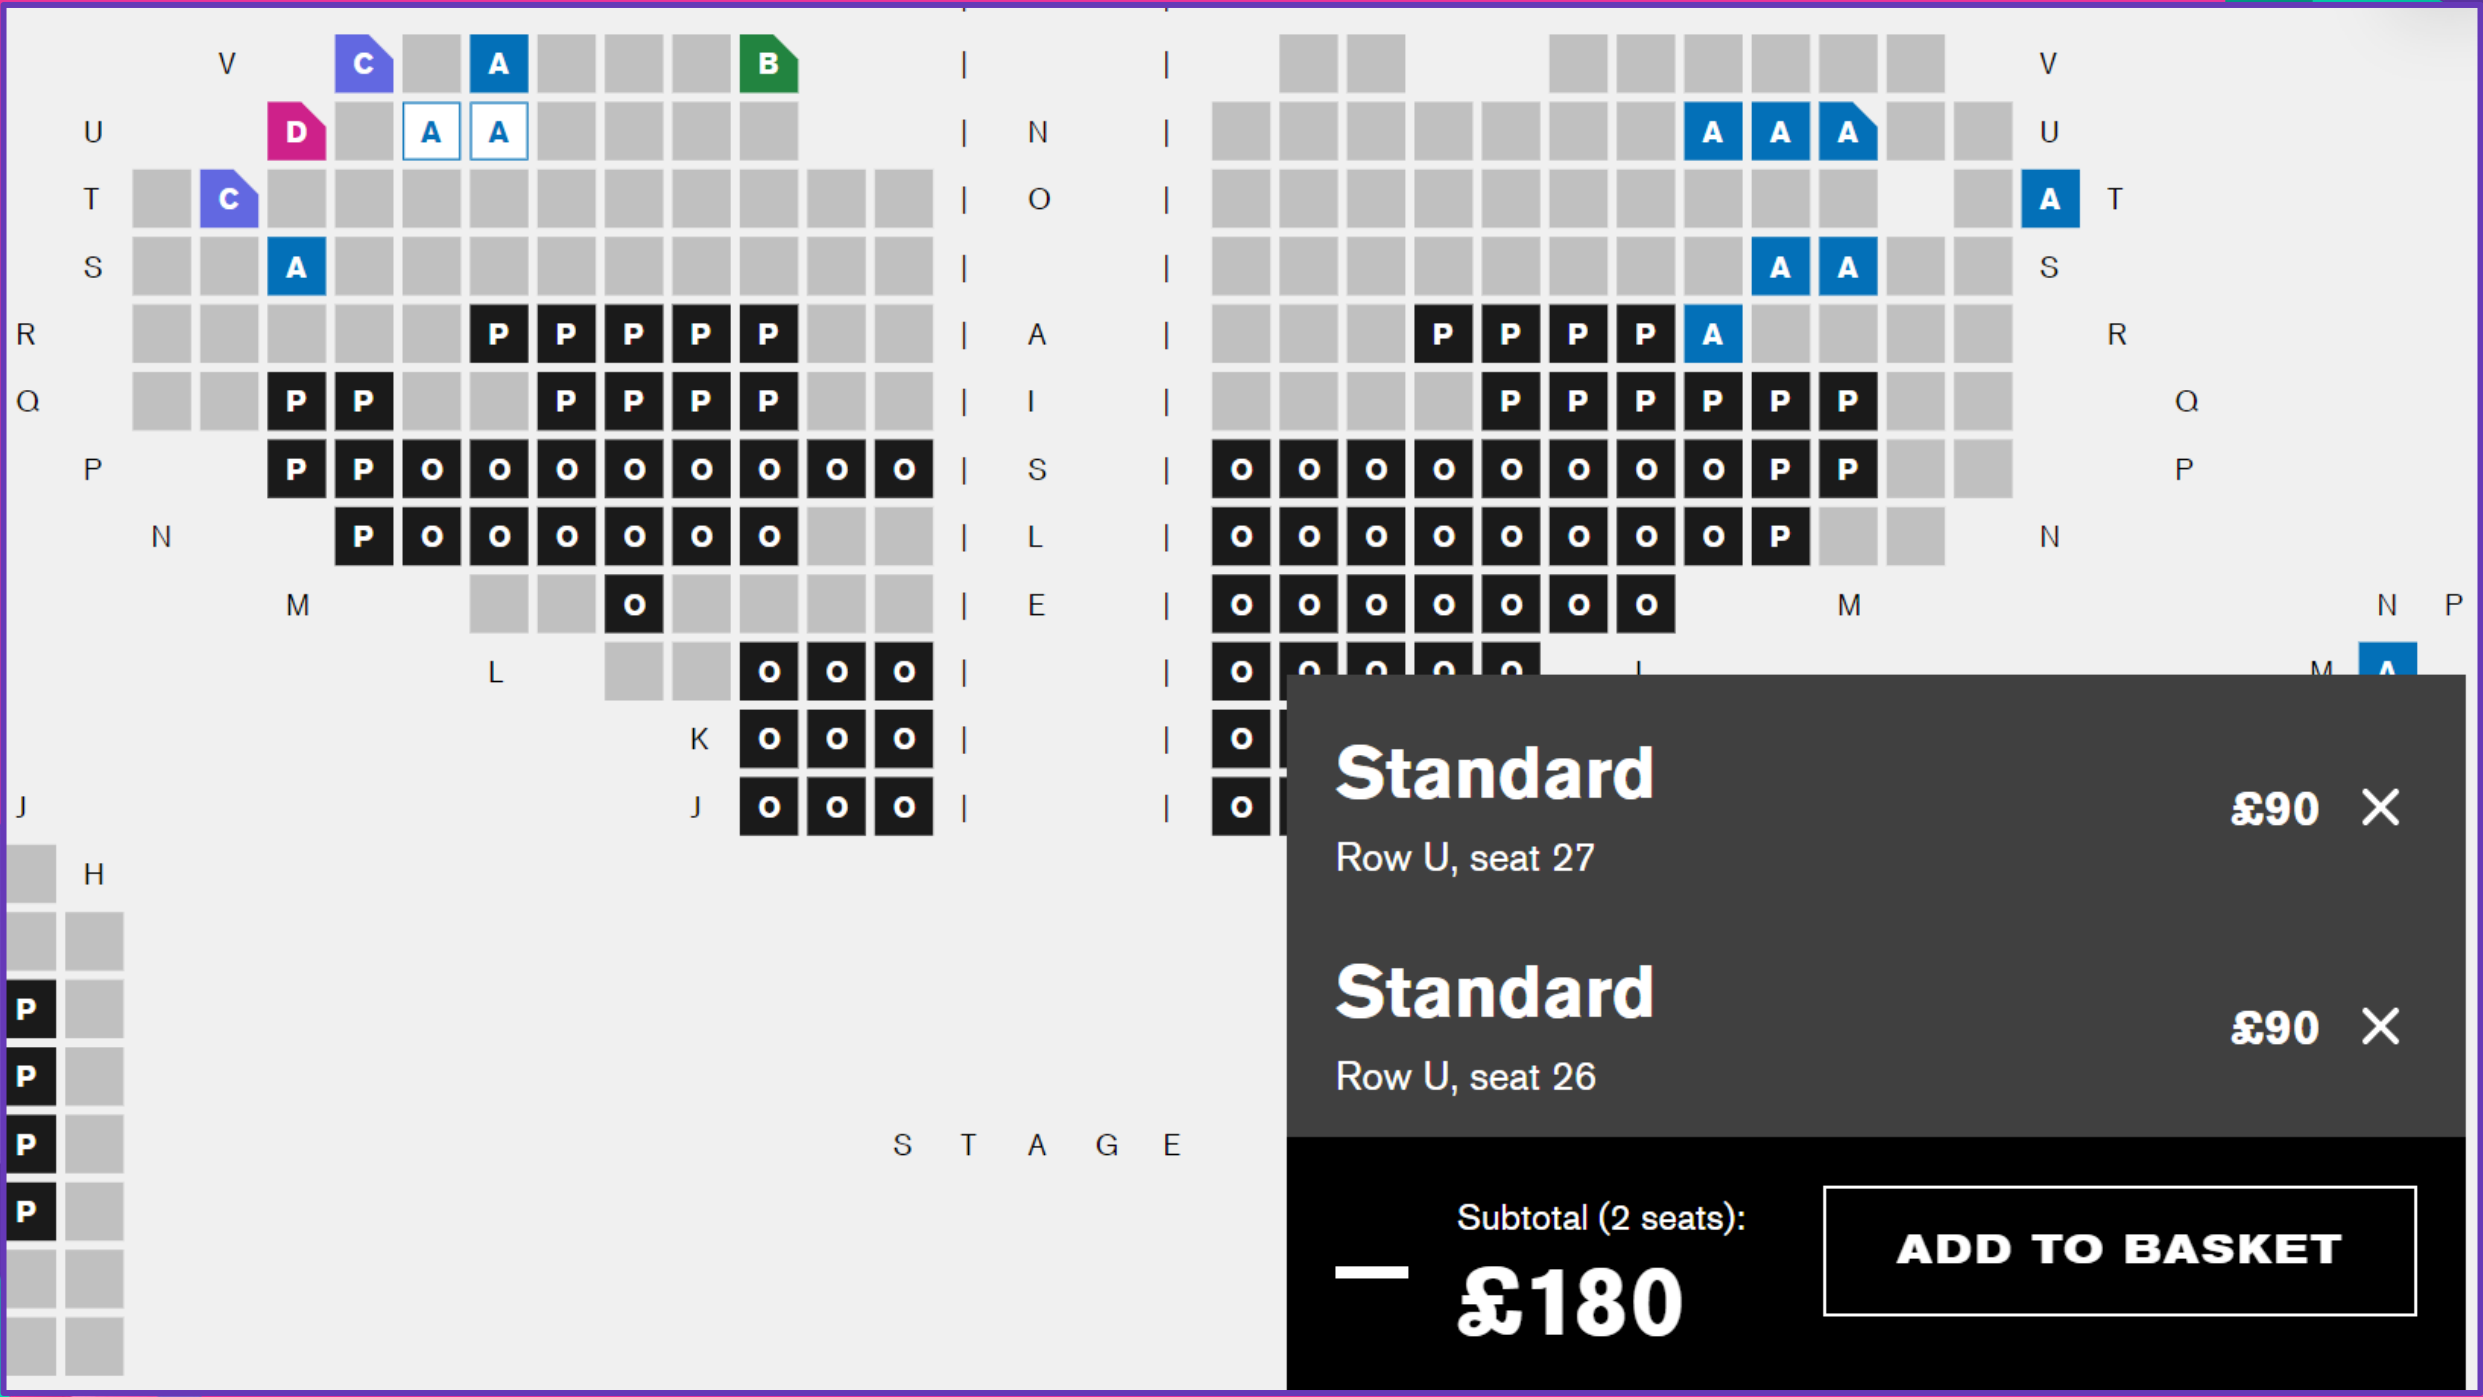 V C A B | | V
U D A A | N | A A A U
T C | O | A T
S A | | A A S
R P P P P P | A | P P P P A R
Q P P P P P P | I | P P P P P P Q
P P P O O O O O O O O | S | O O O O O O O O P P P
N P O O O O O O | L | O O O O O O O O P N
M O | E | O O O O O O O M N P
L O O O | | O O O O O L M A
K O O O | | O
J J O O O | | O
H
P
P
P
P
S T A G E
Standard
£90
Row U, seat 27
Standard
£90
Row U, seat 26
Subtotal (2 seats):
£180
ADD TO BASKET